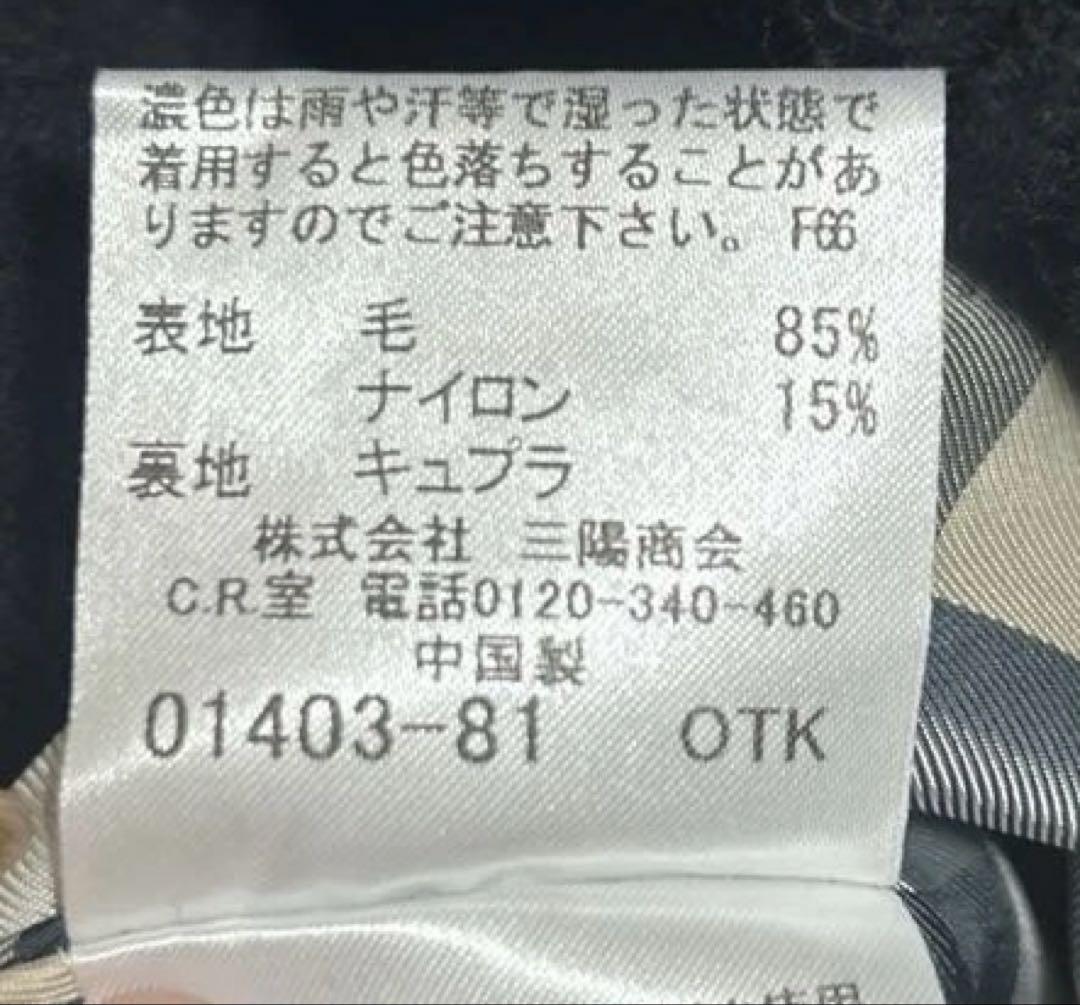 濃色は雨や汗等で湿った状態で
着用すると色落ちすることがあ
りますのでご注意下さい。 F66
表地 毛 85%
ナイロン 15%
裏地 キュプラ
株式会社 三陽商会
C.R.室 電話0120-340-460
中国製
01403-81 OTK